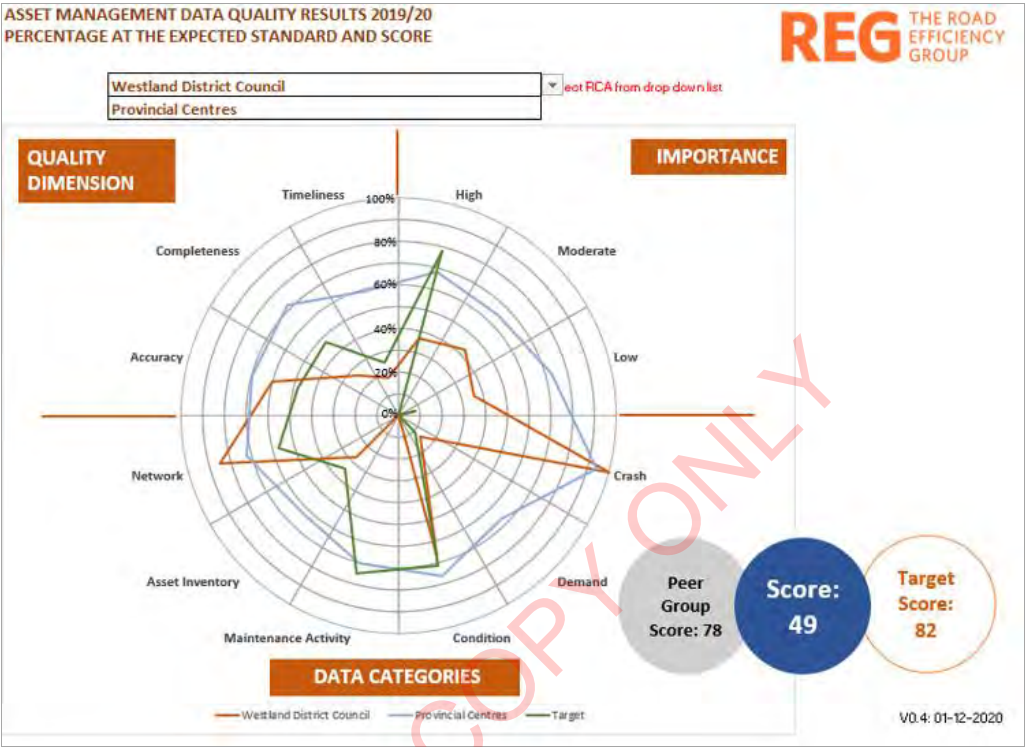 ASSET MANAGEMENT DATA QUALITY RESULTS 2019/20
PERCENTAGE AT THE EXPECTED STANDARD AND SCORE
REG THE ROAD
EFFICIENCY
GROUP
Westland District Council
ect RCA from drop down list
Provincial Centres
QUALITY
DIMENSION
IMPORTANCE
Timeliness
100%
High
Completeness
80%
Moderate
60%
40%
Accuracy
Low
20%
0%
Network
Crash
Asset Inventory
Demand
Maintenance Activity
Condition
Peer
Group
Score: 78
Score:
49
Target
Score:
82
DATA CATEGORIES
Westland District Council
Provincial Centres
Target
V0.4: 01-12-2020
COPY ONLY